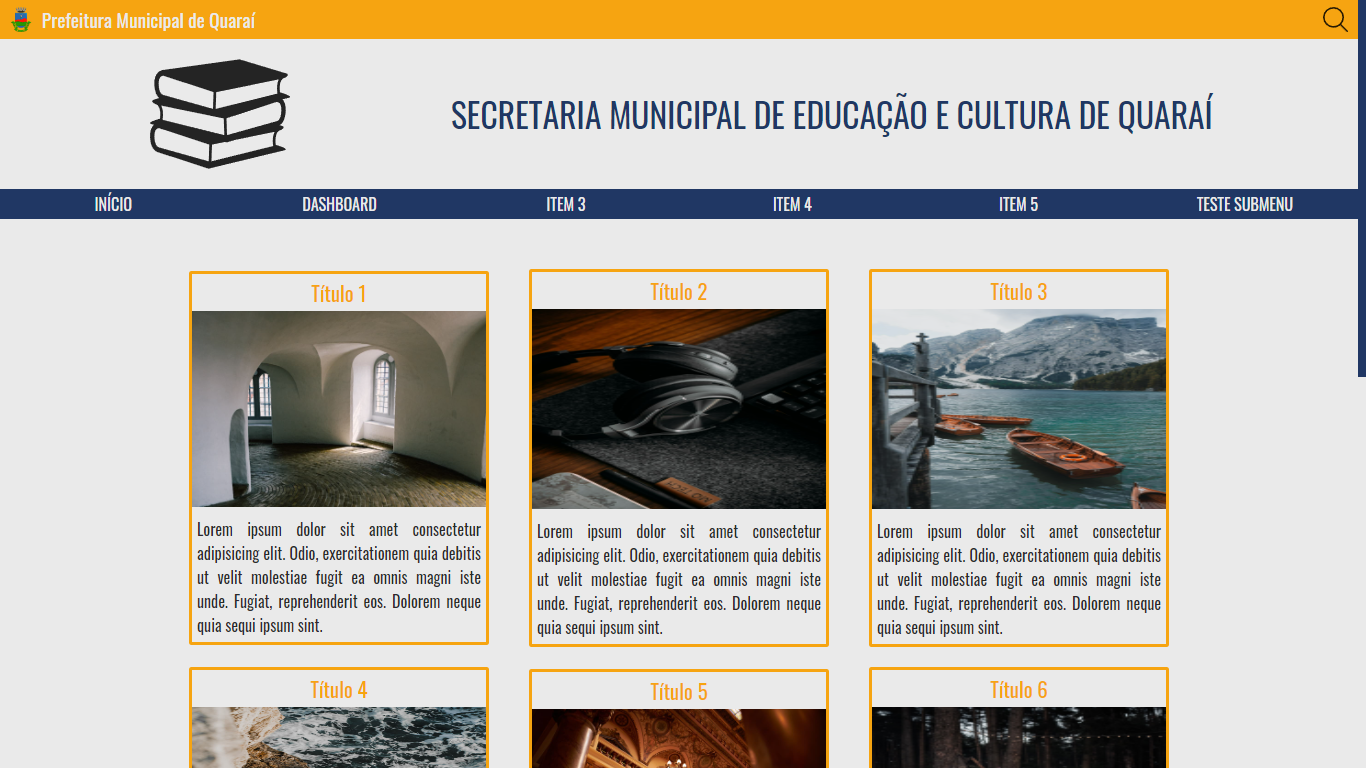 Prefeitura Municipal de Quaraí
SECRETARIA MUNICIPAL DE EDUCAÇÃO E CULTURA DE QUARAÍ
INÍCIO DASHBOARD ITEM 3 ITEM 4 ITEM 5 TESTE SUBMENU
Título 1
Lorem ipsum dolor sit amet consectetur
adipisicing elit. Odio, exercitationem quia debitis
ut velit molestiae fugit ea omnis magni iste
unde. Fugiat, reprehenderit eos. Dolorem neque
quia sequi ipsum sint.
Título 2
Lorem ipsum dolor sit amet consectetur
adipisicing elit. Odio, exercitationem quia debitis
ut velit molestiae fugit ea omnis magni iste
unde. Fugiat, reprehenderit eos. Dolorem neque
quia sequi ipsum sint.
Título 3
Lorem ipsum dolor sit amet consectetur
adipisicing elit. Odio, exercitationem quia debitis
ut velit molestiae fugit ea omnis magni iste
unde. Fugiat, reprehenderit eos. Dolorem neque
quia sequi ipsum sint.
Título 4
Título 5
Título 6